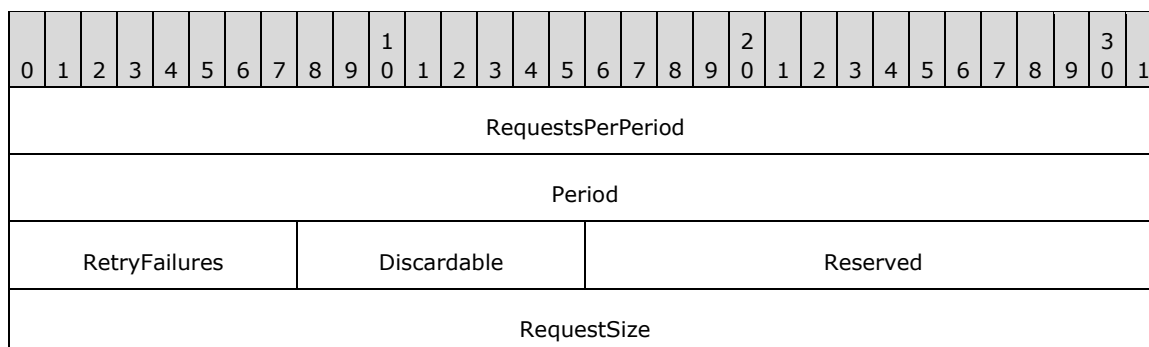 1 2 3
0 1 2 3 4 5 6 7 8 9 0 1 2 3 4 5 6 7 8 9 0 1 2 3 4 5 6 7 8 9 0 1
RequestsPerPeriod
Period
RetryFailures Discardable Reserved
RequestSize